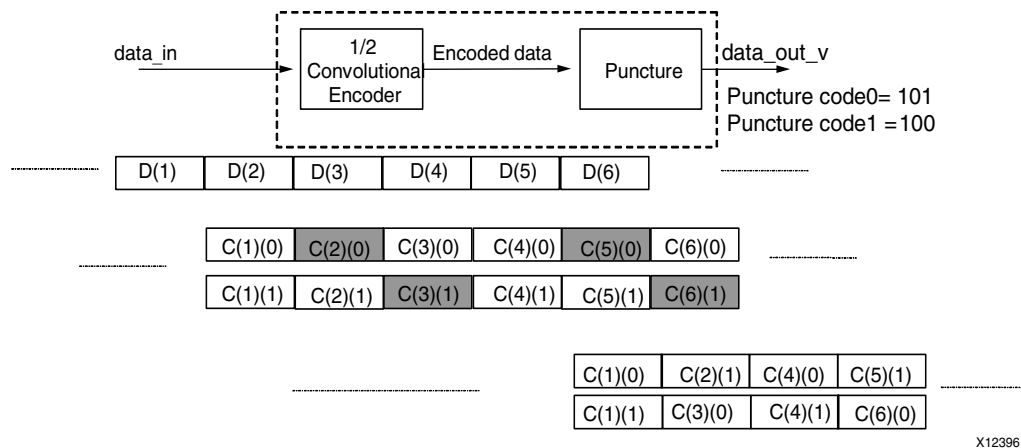 data_in
1/2
Convolutional
Encoder
Encoded data
Puncture
data_out_v
Puncture code0= 101
Puncture code1 =100
D(1) D(2) D(3) D(4) D(5) D(6)
C(1)(0) C(2)(0) C(3)(0) C(4)(0) C(5)(0) C(6)(0)
C(1)(1) C(2)(1) C(3)(1) C(4)(1) C(5)(1) C(6)(1)
C(1)(0) C(2)(1) C(4)(0) C(5)(1)
C(1)(1) C(3)(0) C(4)(1) C(6)(0)
X12396